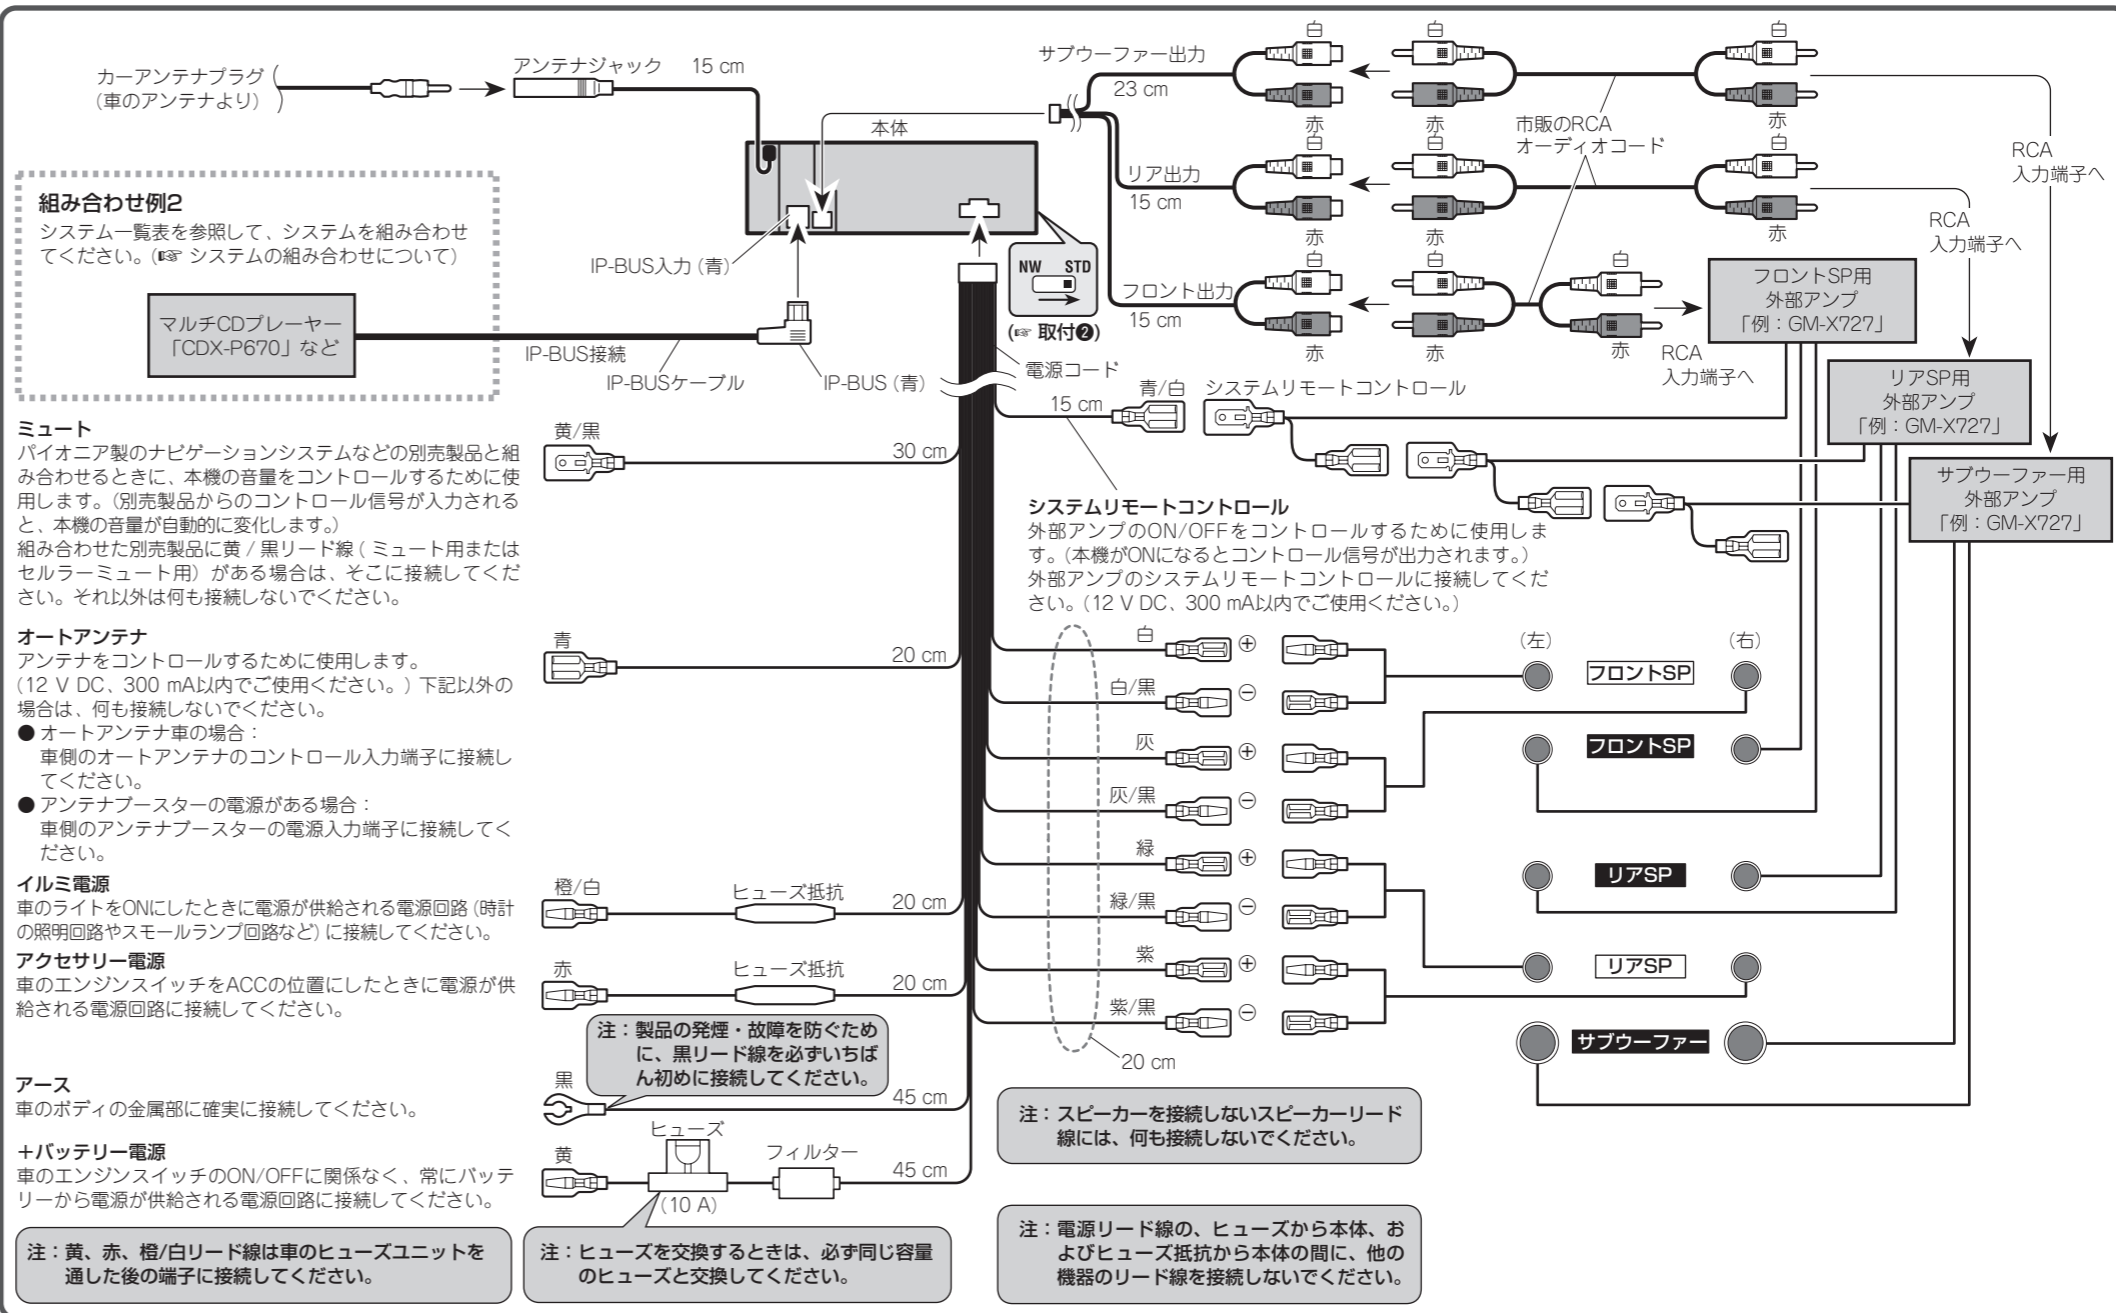 カーアンテナプラグ
(車のアンテナより)
アンテナジャック 15 cm
本体
組み合わせ例2
システム一覧表を参照して、システムを組み合わせ
てください。(☞ システムの組み合わせについて)
マルチCDプレーヤー
「CDX-P670」など
IP-BUS入力 (青)
IP-BUS接続
IP-BUSケーブル
IP-BUS (青)
NW STD
(☞ 取付❷)
電源コード
サブウーファー出力
23 cm
白
赤
白
赤
白
赤
市販のRCA
オーディオコード
RCA
入力端子へ
リア出力
15 cm
白
赤
白
赤
白
赤
RCA
入力端子へ
フロント出力
15 cm
白
赤
白
赤
白
赤
RCA
入力端子へ
フロントSP用
外部アンプ
「例：GM-X727」
リアSP用
外部アンプ
「例：GM-X727」
サブウーファー用
外部アンプ
「例：GM-X727」
15 cm
青/白
システムリモートコントロール
システムリモートコントロール
外部アンプのON/OFFをコントロールするために使用しま
す。(本機がONになるとコントロール信号が出力されます。)
外部アンプのシステムリモートコントロールに接続してくだ
さい。(12 V DC、300 mA以内でご使用ください。)
ミュート
パイオニア製のナビゲーションシステムなどの別売製品と組
み合わせるときに、本機の音量をコントロールするために使
用します。(別売製品からのコントロール信号が入力される
と、本機の音量が自動的に変化します。)
組み合わせた別売製品に黄 / 黒リード線 ( ミュート用または
セルラーミュート用) がある場合は、そこに接続してくだ
さい。それ以外は何も接続しないでください。
黄/黒
30 cm
オートアンテナ
アンテナをコントロールするために使用します。
(12 V DC、300 mA以内でご使用ください。) 下記以外の
場合は、何も接続しないでください。
● オートアンテナ車の場合：
車側のオートアンテナのコントロール入力端子に接続し
てください。
● アンテナブースターの電源がある場合：
車側のアンテナブースターの電源入力端子に接続してく
ださい。
青
20 cm
イルミ電源
車のライトをONにしたときに電源が供給される電源回路 (時計
の照明回路やスモールランプ回路など) に接続してください。
橙/白
ヒューズ抵抗
20 cm
アクセサリー電源
車のエンジンスイッチをACCの位置にしたときに電源が供
給される電源回路に接続してください。
赤
ヒューズ抵抗
20 cm
注：製品の発煙・故障を防ぐため
に、黒リード線を必ずいちば
ん初めに接続してください。
アース
車のボディの金属部に確実に接続してください。
黒
45 cm
＋バッテリー電源
車のエンジンスイッチのON/OFFに関係なく、常にバッテ
リーから電源が供給される電源回路に接続してください。
黄
ヒューズ
(10 A)
フィルター
45 cm
注：黄、赤、橙/白リード線は車のヒューズユニットを
通した後の端子に接続してください。
注：ヒューズを交換するときは、必ず同じ容量
のヒューズと交換してください。
白
⊕
白/黒
⊖
灰
⊕
灰/黒
⊖
緑
⊕
緑/黒
⊖
紫
⊕
紫/黒
⊖
20 cm
(左)
(右)
フロントSP
フロントSP
リアSP
リアSP
サブウーファー
注：スピーカーを接続しないスピーカーリード
線には、何も接続しないでください。
注：電源リード線の、ヒューズから本体、お
よびヒューズ抵抗から本体の間に、他の
機器のリード線を接続しないでください。